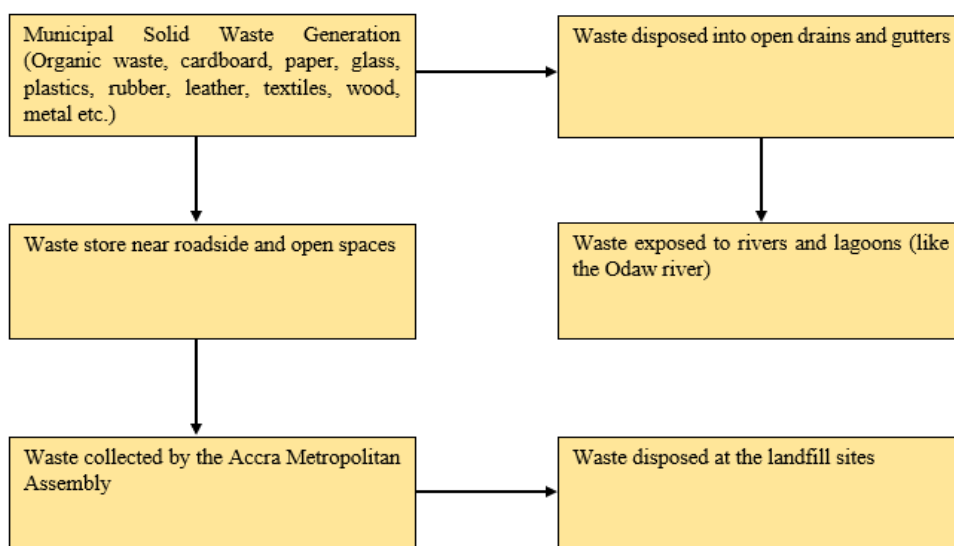 Municipal Solid Waste Generation
(Organic waste, cardboard, paper, glass,
plastics, rubber, leather, textiles, wood,
metal etc.)
Waste disposed into open drains and gutters
Waste store near roadside and open spaces
Waste exposed to rivers and lagoons (like
the Odaw river)
Waste collected by the Accra Metropolitan
Assembly
Waste disposed at the landfill sites